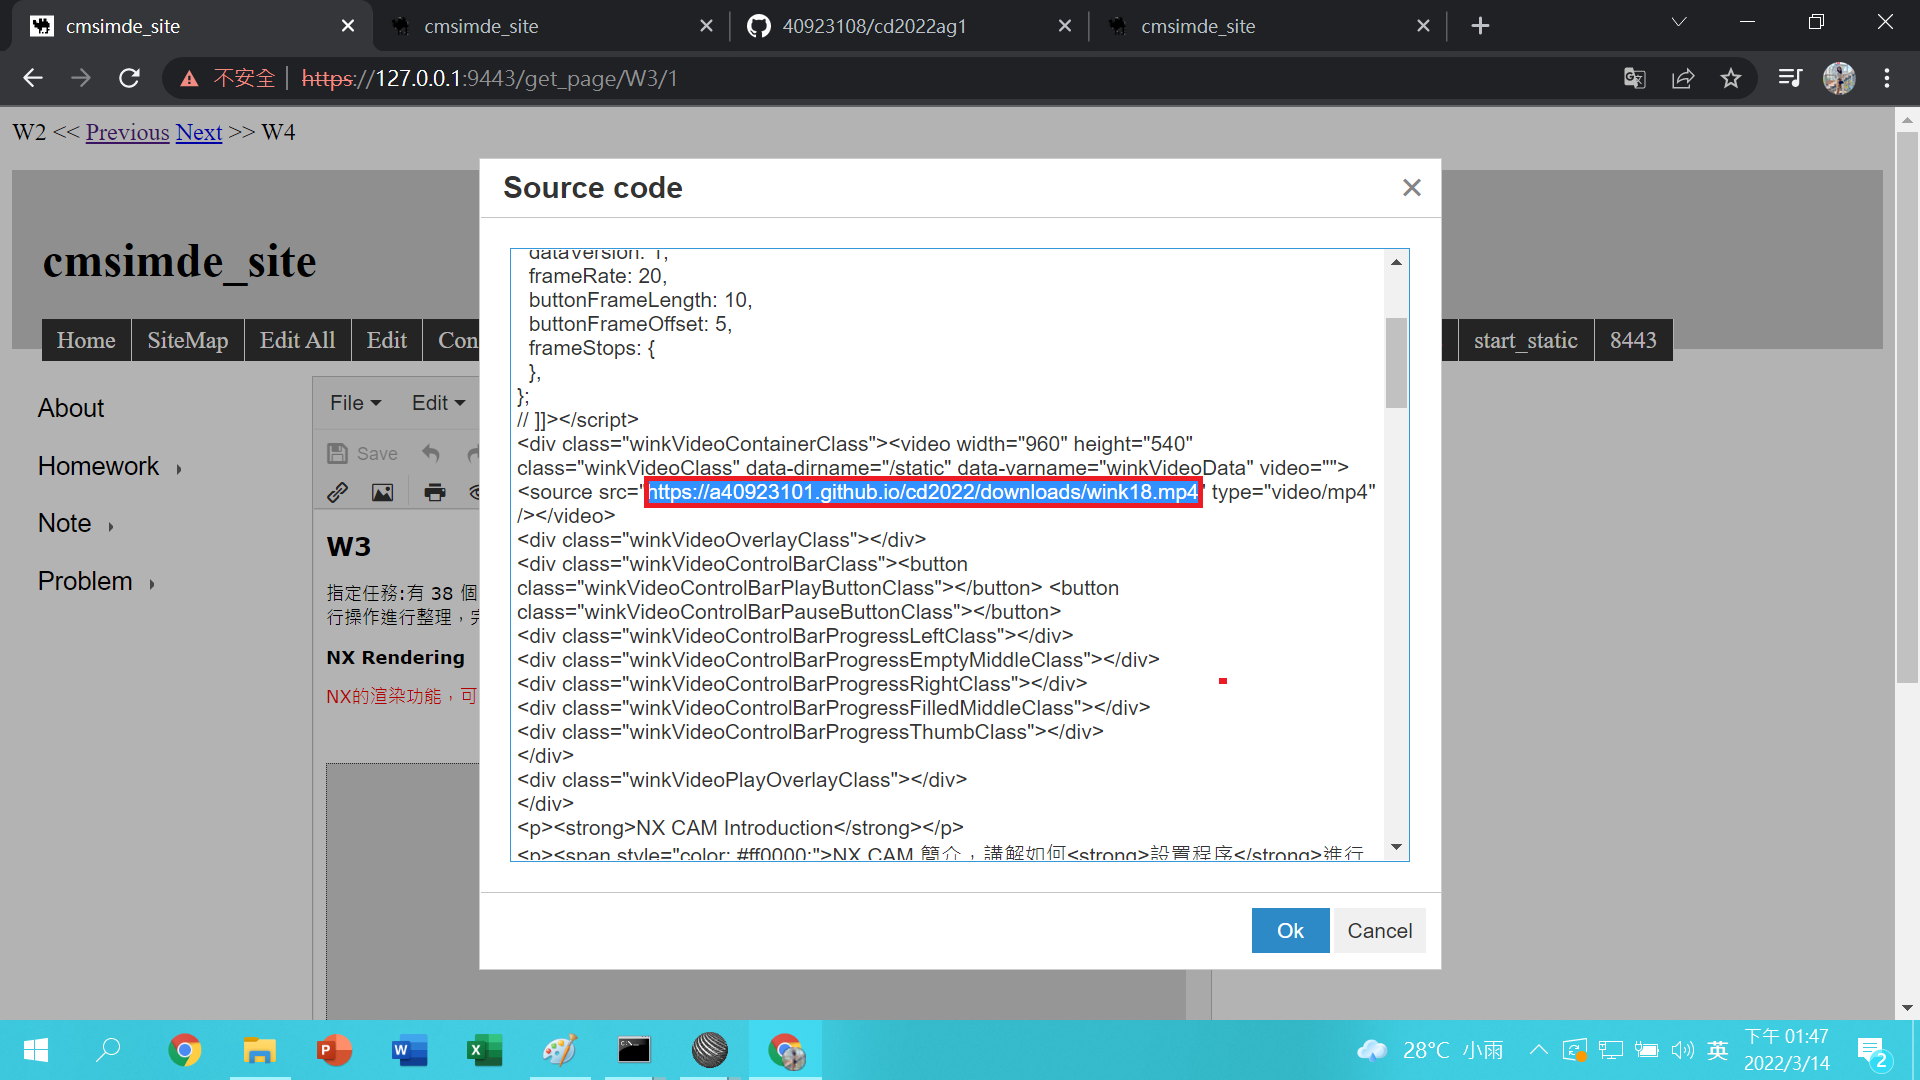 cmsimde_site
cmsimde_site
40923108/cd2022ag1
cmsimde_site
不安全 https://127.0.0.1:9443/get_page/W3/1
W2 << Previous Next >> W4
cmsimde_site
Home SiteMap Edit All Edit Con
start_static 8443
About
Homework
Note
Problem
File Edit
Save
W3
指定任務:有 38 個
行操作進行整理，
NX Rendering
NX的渲染功能，可
Source code
dataVersion: 1,
frameRate: 20,
buttonFrameLength: 10,
buttonFrameOffset: 5,
frameStops: {
},
};
// ]]></script>
<div class="winkVideoContainerClass"><video width="960" height="540"
class="winkVideoClass" data-dirname="/static" data-varname="winkVideoData" video="">
<source src="https://a40923101.github.io/cd2022/downloads/wink18.mp4" type="video/mp4"
/></video>
<div class="winkVideoOverlayClass"></div>
<div class="winkVideoControlBarClass"><button
class="winkVideoControlBarPlayButtonClass"></button> <button
class="winkVideoControlBarPauseButtonClass"></button>
<div class="winkVideoControlBarProgressLeftClass"></div>
<div class="winkVideoControlBarProgressEmptyMiddleClass"></div>
<div class="winkVideoControlBarProgressRightClass"></div>
<div class="winkVideoControlBarProgressFilledMiddleClass"></div>
<div class="winkVideoControlBarProgressThumbClass"></div>
</div>
<div class="winkVideoPlayOverlayClass"></div>
</div>
<p><strong>NX CAM Introduction</strong></p>
<p><span style="color: #ff0000;">NX CAM 簡介，講解如何<strong>設置程序</strong>進行
Ok Cancel
28°C 小雨
英
下午 01:47
2022/3/14
2